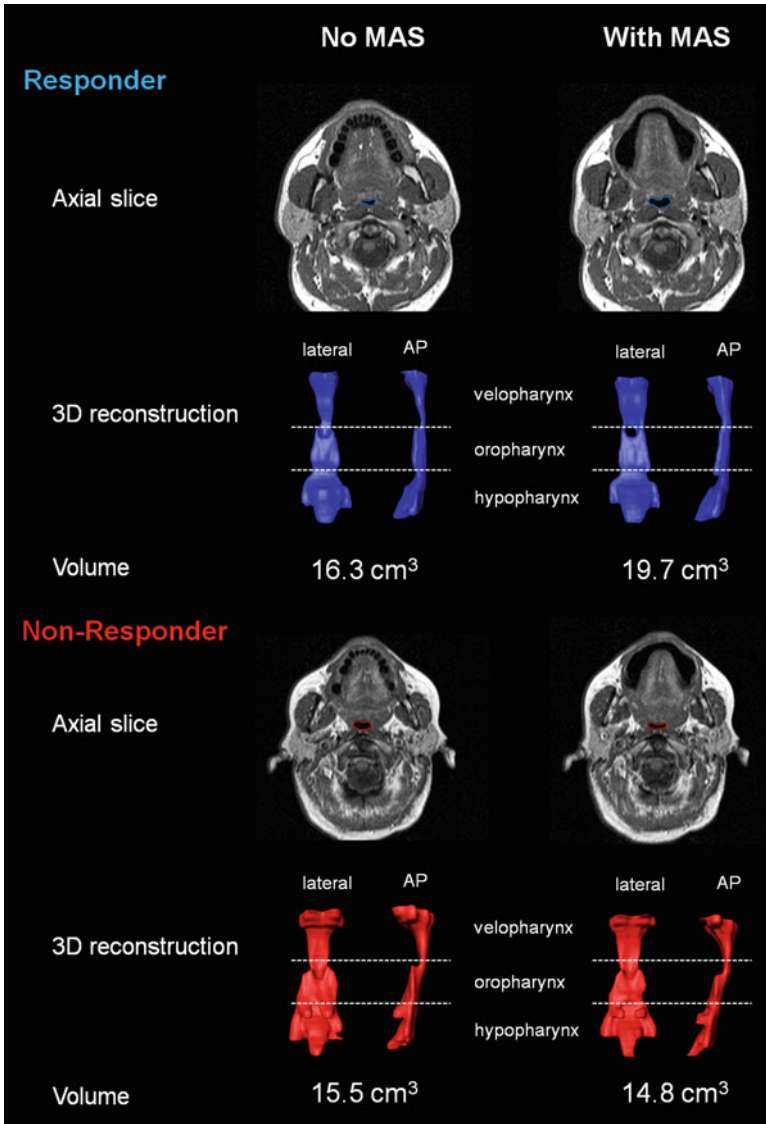 No MAS With MAS
Responder
Axial slice
lateral AP lateral AP
velopharynx
3D reconstruction
oropharynx
hypopharynx
Volume 16.3 cm³ 19.7 cm³
Non-Responder
Axial slice
lateral AP lateral AP
velopharynx
3D reconstruction
oropharynx
hypopharynx
Volume 15.5 cm³ 14.8 cm³